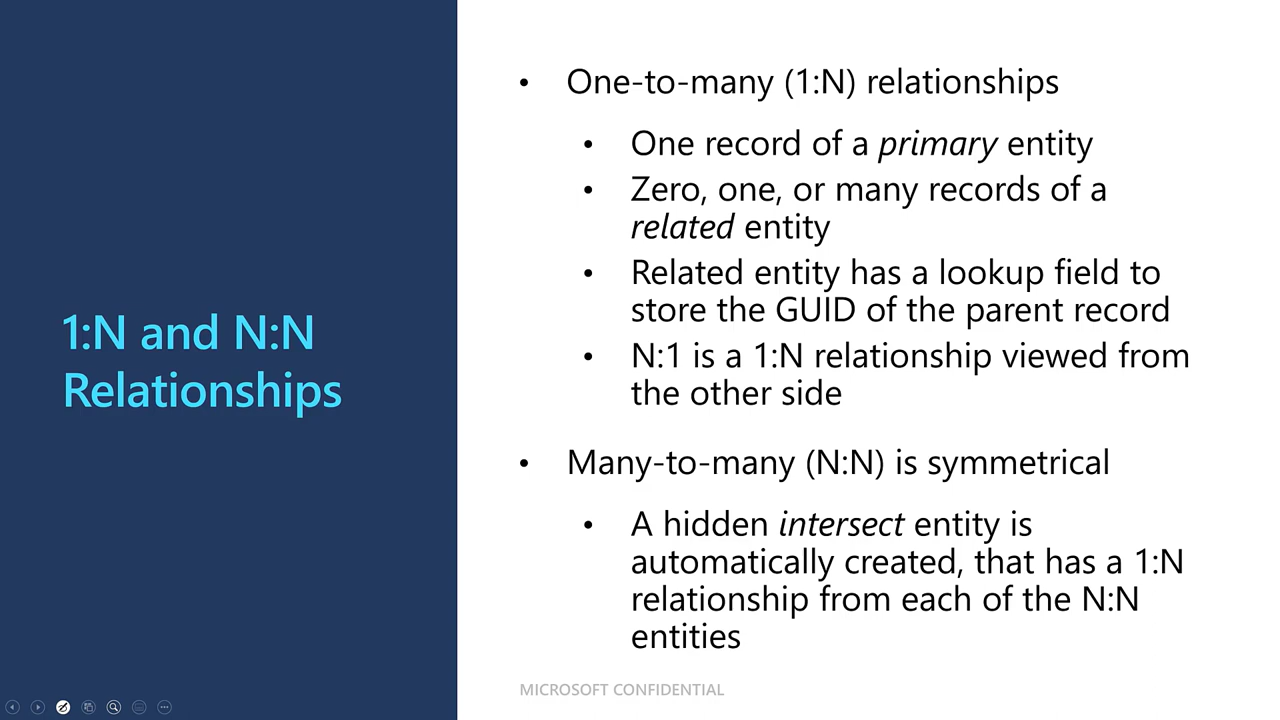 1:N and N:N
Relationships
• One-to-many (1:N) relationships
• One record of a primary entity
• Zero, one, or many records of a
related entity
• Related entity has a lookup field to
store the GUID of the parent record
• N:1 is a 1:N relationship viewed from
the other side
• Many-to-many (N:N) is symmetrical
• A hidden intersect entity is
automatically created, that has a 1:N
relationship from each of the N:N
entities
MICROSOFT CONFIDENTIAL